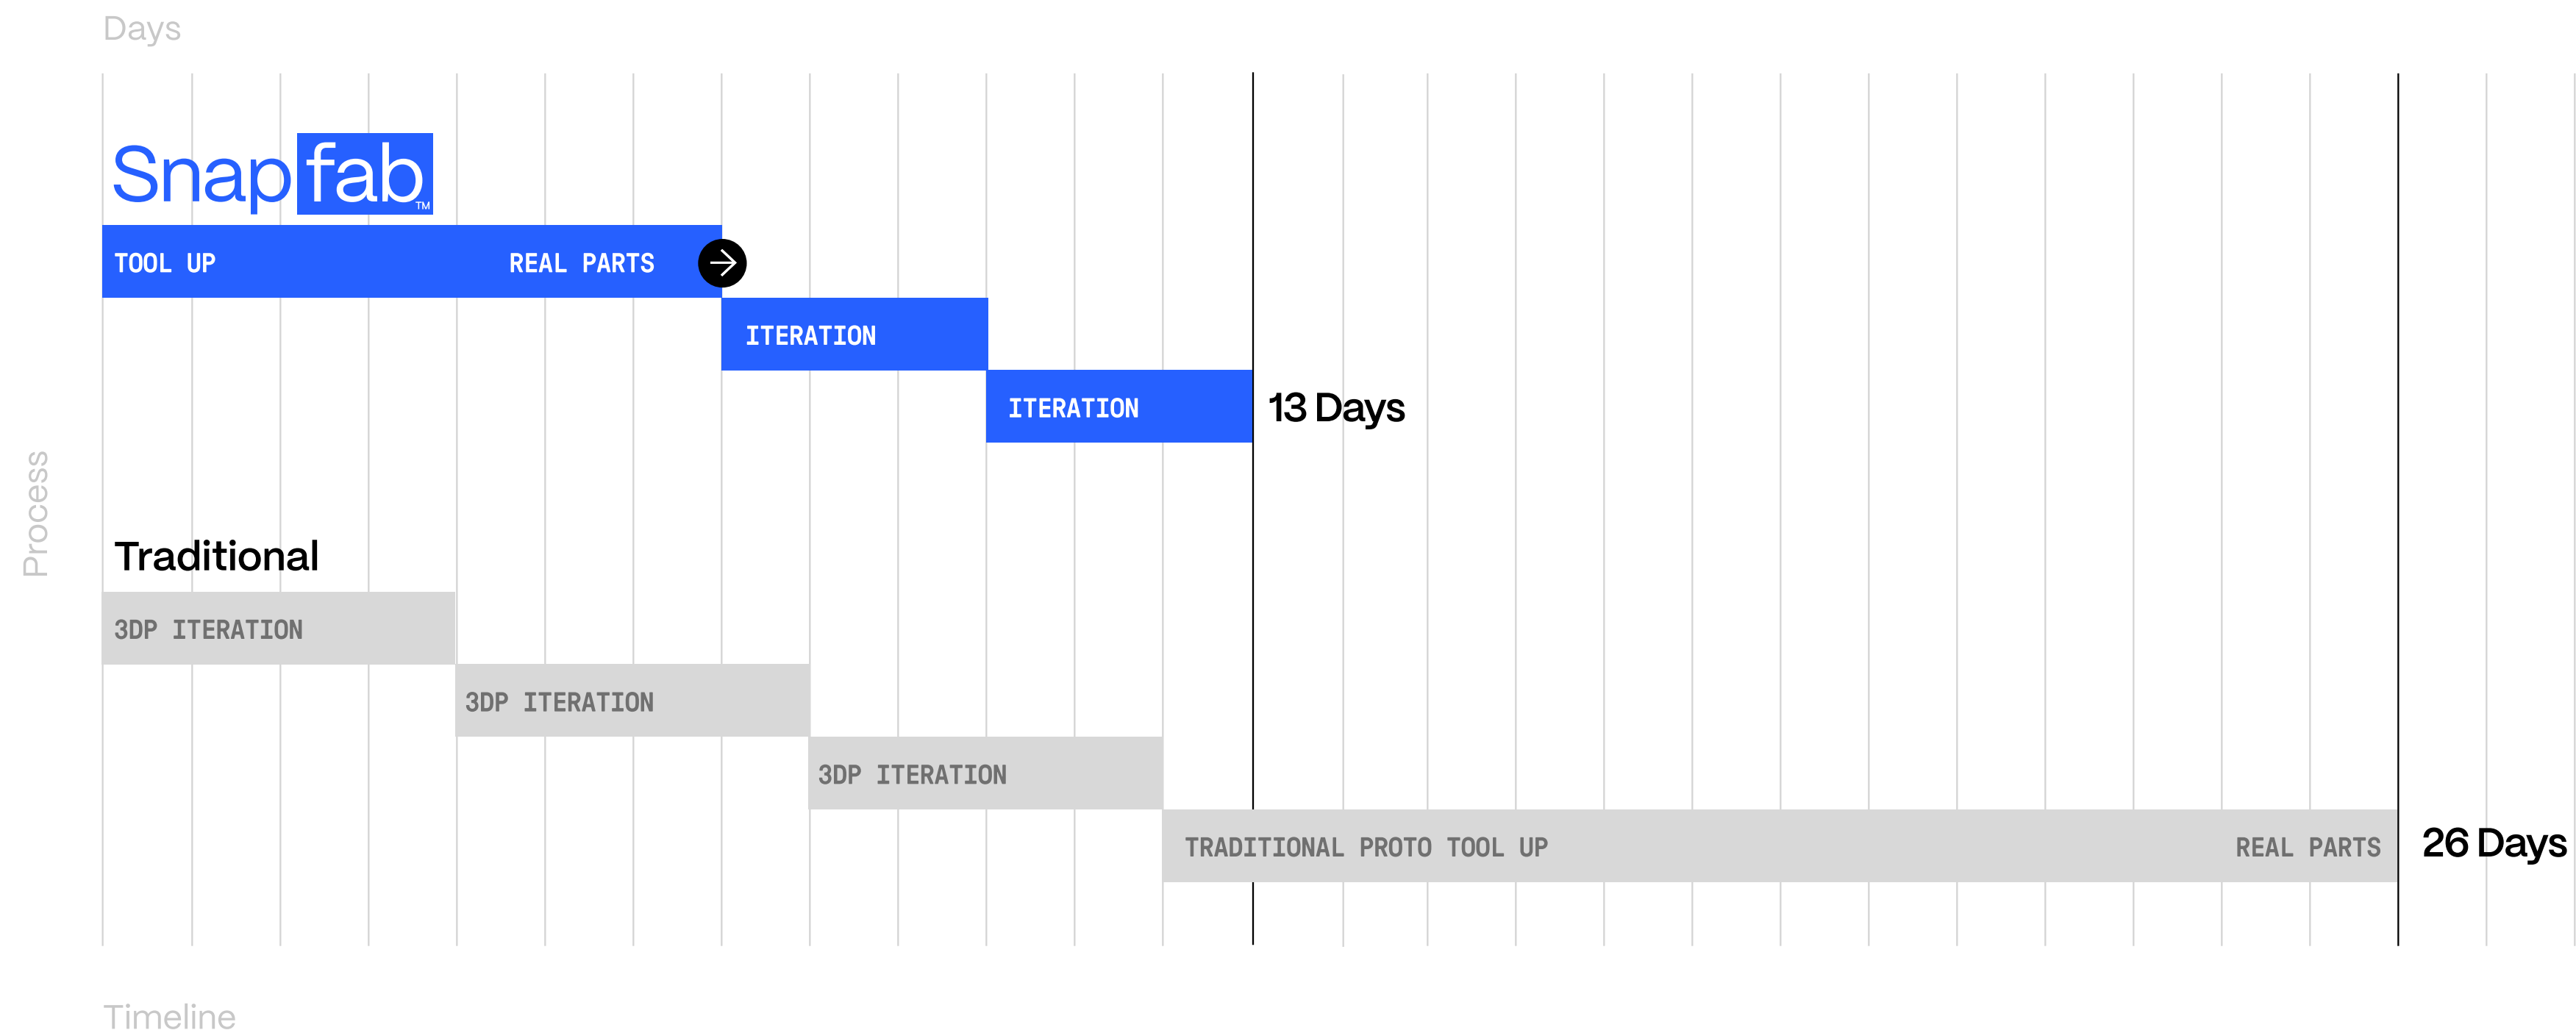 Days
Snapfab™
TOOL UP REAL PARTS
ITERATION
ITERATION
13 Days
Process
Traditional
3DP ITERATION
3DP ITERATION
3DP ITERATION
TRADITIONAL PROTO TOOL UP REAL PARTS
26 Days
Timeline